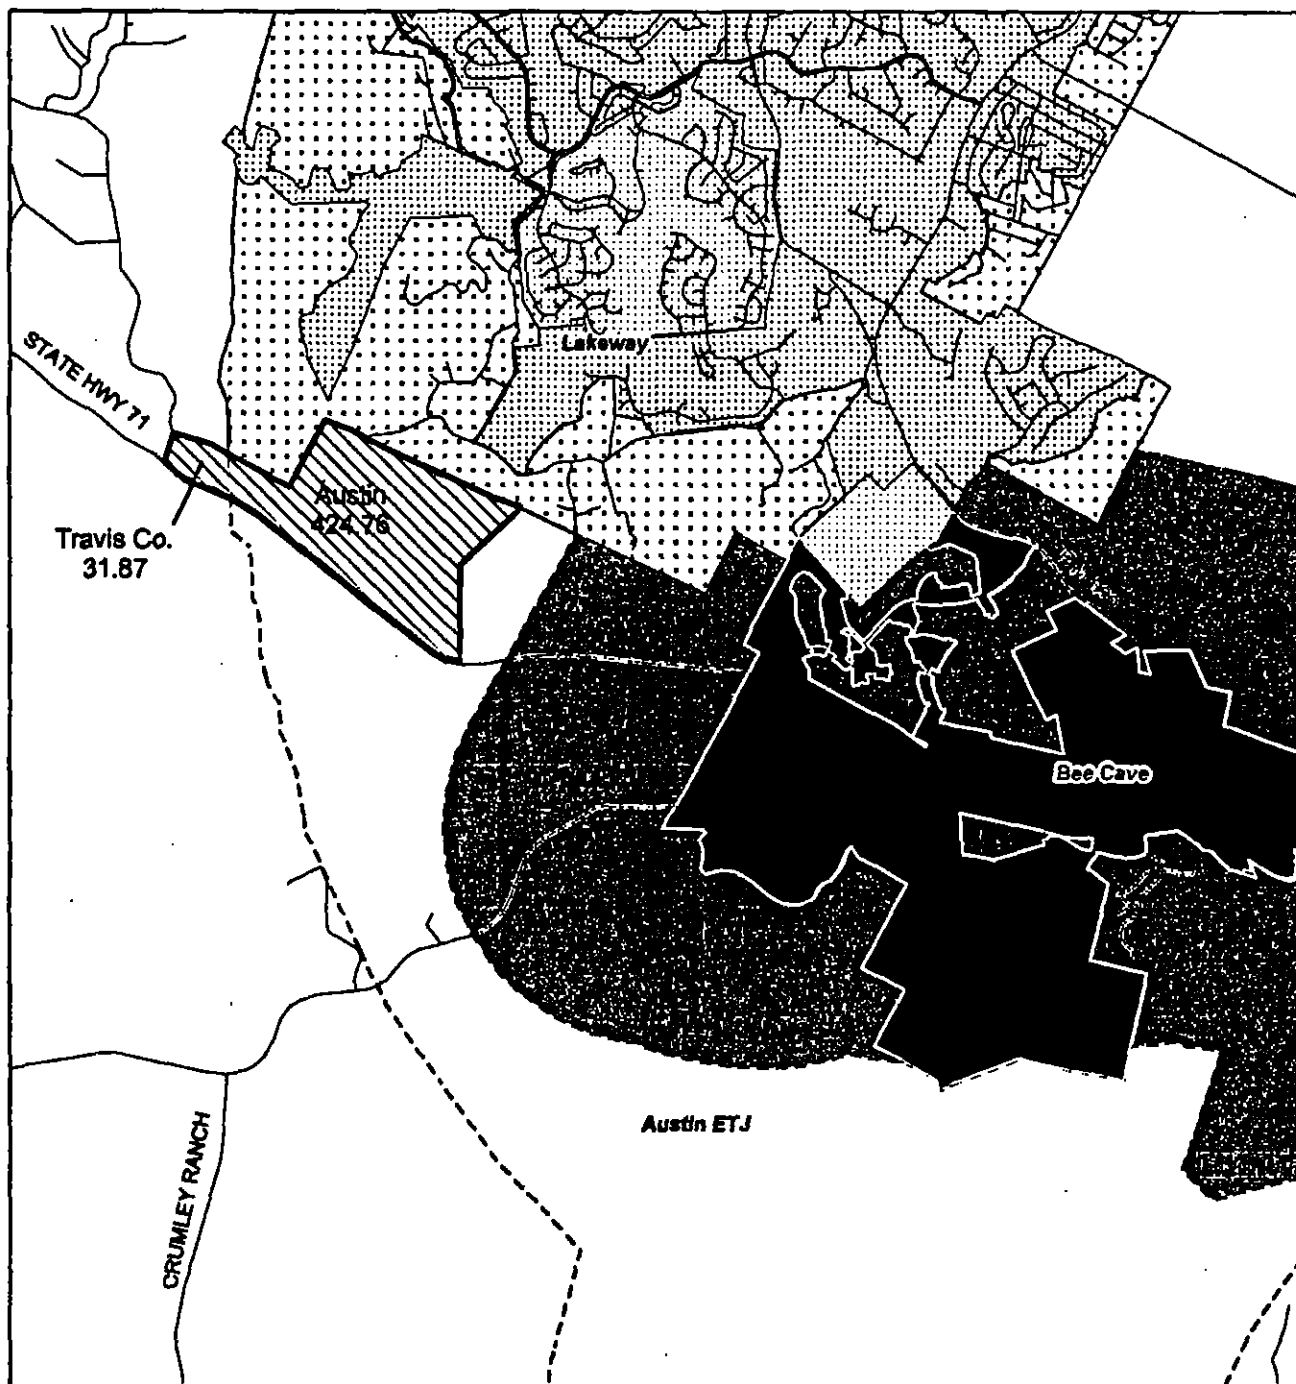 Lakeway
STATE HWY 71
Austin
424.76
Travis Co.
31.87
Bee Cave
Austin ETJ
CRUMLEY RANCH